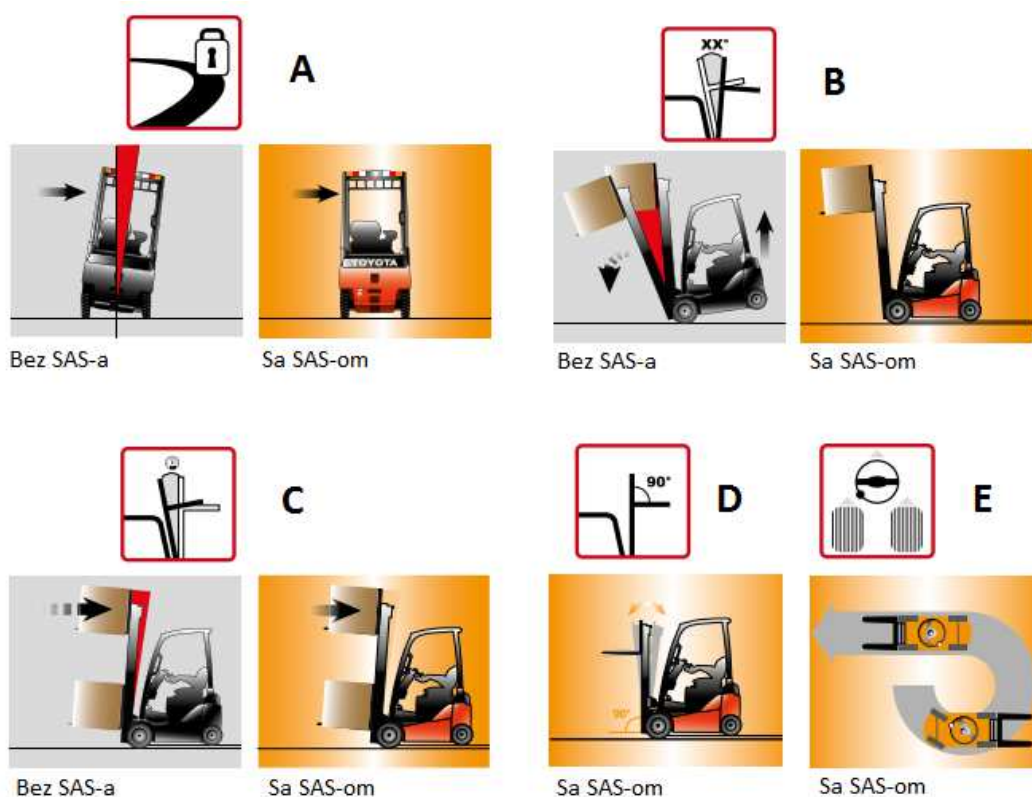 A
XX°
B
Bez SAS-a
TOYOTA
Sa SAS-om
Bez SAS-a
Sa SAS-om
C
90°
D
E
Bez SAS-a
Sa SAS-om
90°
Sa SAS-om
Sa SAS-om